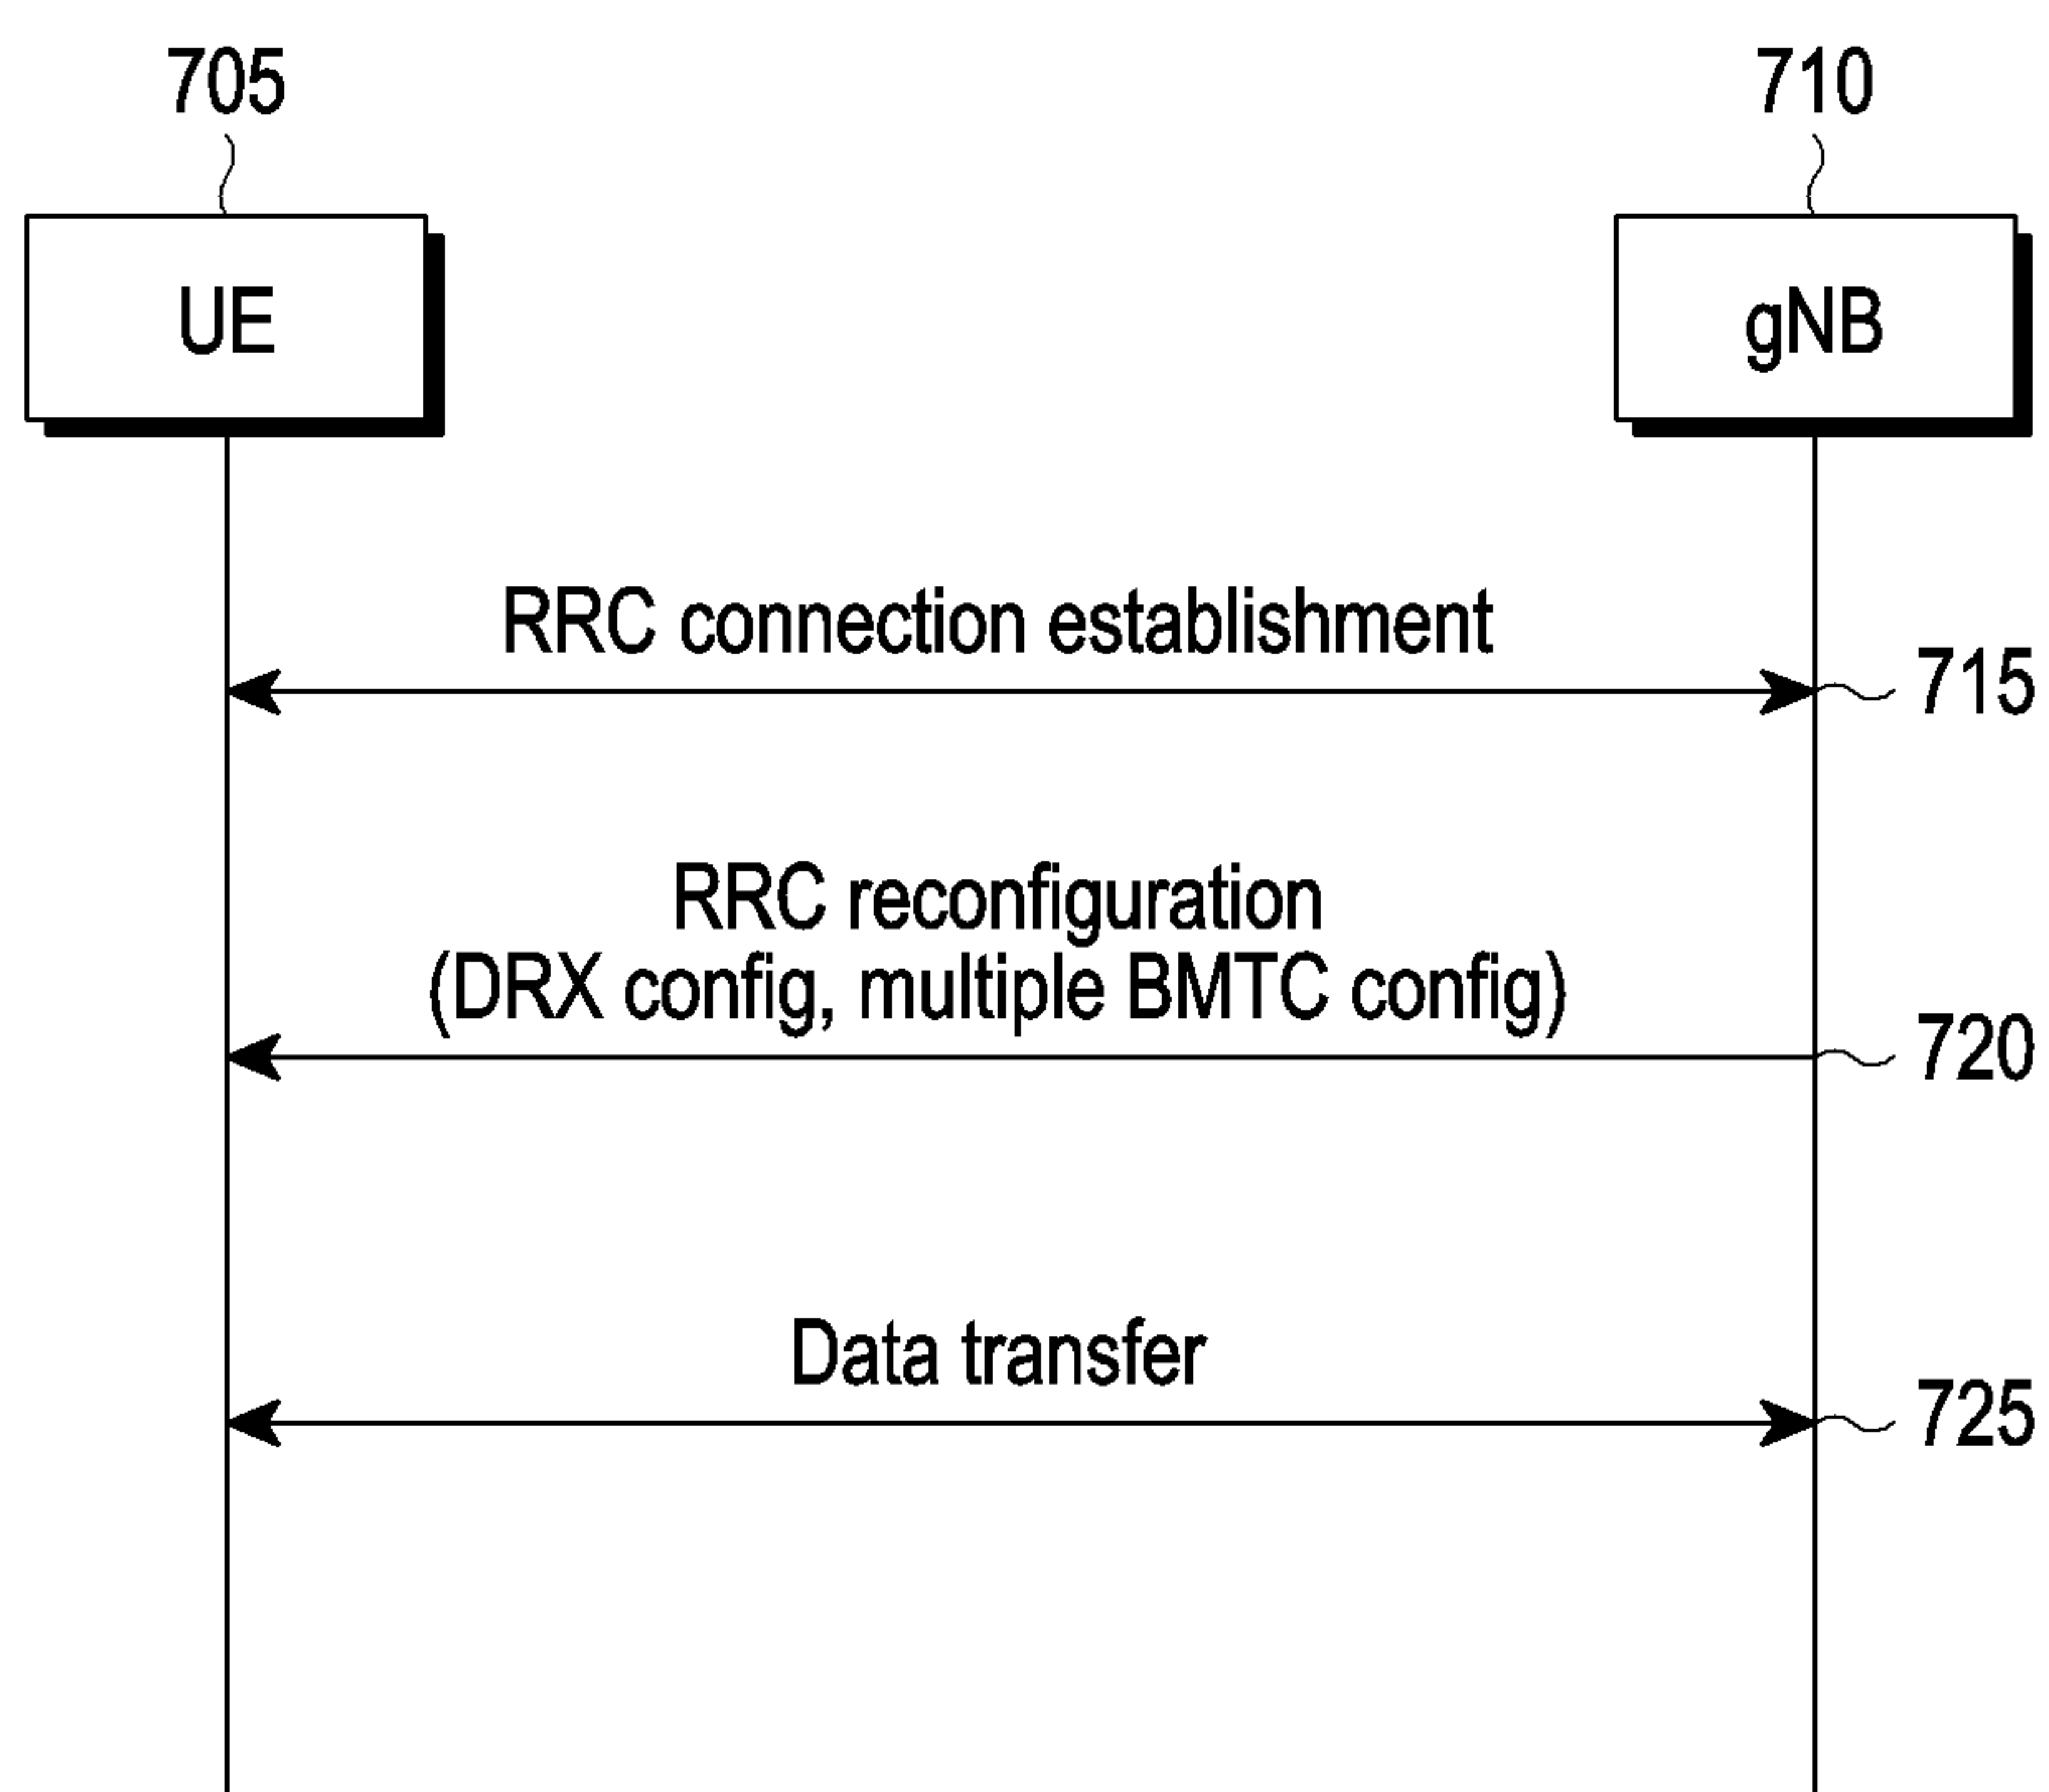 705
710
UE
gNB
RRC connection establishment
715
RRC reconfiguration
(DRX config, multiple BMTC config)
720
Data transfer
725